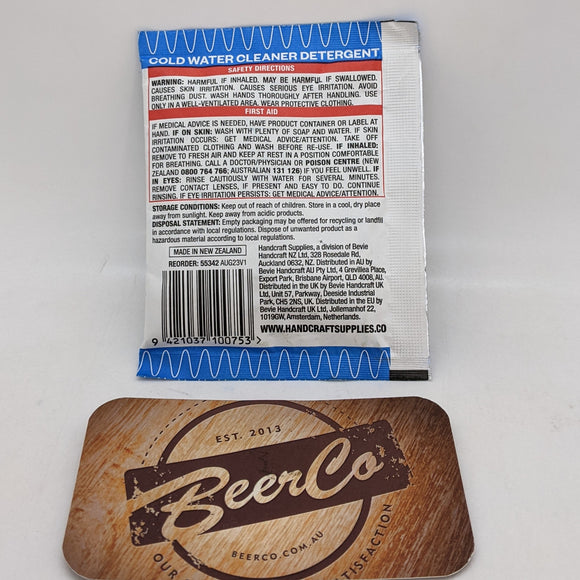 COLD WATER CLEANER DETERGENT
SAFETY DIRECTIONS
WARNING: HARMFUL IF INHALED. MAY BE HARMFUL IF SWALLOWED.
CAUSES SKIN IRRITATION. CAUSES SERIOUS EYE IRRITATION. AVOID
BREATHING DUST. WASH HANDS THOROUGHLY AFTER HANDLING. USE
ONLY IN A WELL-VENTILATED AREA. WEAR PROTECTIVE CLOTHING.
FIRST AID
IF MEDICAL ADVICE IS NEEDED, HAVE PRODUCT CONTAINER OR LABEL AT
HAND. IF ON SKIN: WASH WITH PLENTY OF SOAP AND WATER. IF SKIN
IRRITATION OCCURS: GET MEDICAL ADVICE/ATTENTION. TAKE OFF
CONTAMINATED CLOTHING AND WASH BEFORE RE-USE. IF INHALED:
REMOVE TO FRESH AIR AND KEEP AT REST IN A POSITION COMFORTABLE
FOR BREATHING. CALL A DOCTOR/PHYSICIAN OR POISON CENTRE (NEW
ZEALAND 0800 764 766; AUSTRALIAN 131 126) IF YOU FEEL UNWELL. IF
IN EYES: RINSE CAUTIOUSLY WITH WATER FOR SEVERAL MINUTES.
REMOVE CONTACT LENSES, IF PRESENT AND EASY TO DO. CONTINUE
RINSING. IF EYE IRRITATION PERSISTS: GET MEDICAL ADVICE/ATTENTION.
STORAGE CONDITIONS: Keep out of reach of children. Store in a cool, dry
place away from sunlight. Keep away from acidic products.
DISPOSAL STATEMENT: Empty packaging may be offered for recycling or landfill
in accordance with local regulations. Dispose of unwanted product as a
hazardous material according to local regulations.
MADE IN NEW ZEALAND
REORDER: 55342 AUG23V1
9 421037 100753 >
Handcraft Supplies, a division of Bevie
Handcraft NZ Ltd, 328 Rosedale Rd,
Auckland 0632, NZ. Distributed in AU by
Bevie Handcraft AU Pty Ltd, 4 Grevillea Place,
Export Park, Brisbane Airport, QLD 4008, AU.
Distributed in the UK by Bevie Handcraft UK
Ltd, Unit 57, Parkway, Deeside Industrial
Park, CH5 2NS, UK. Distributed in the EU by
Bevie Handcraft UK Ltd, Jollemanhof 22,
1019GW, Amsterdam, Netherlands.
WWW.HANDCRAFTSUPPLIES.CO
EST. 2013
BeerCo
BEERCO.COM.AU
OUR